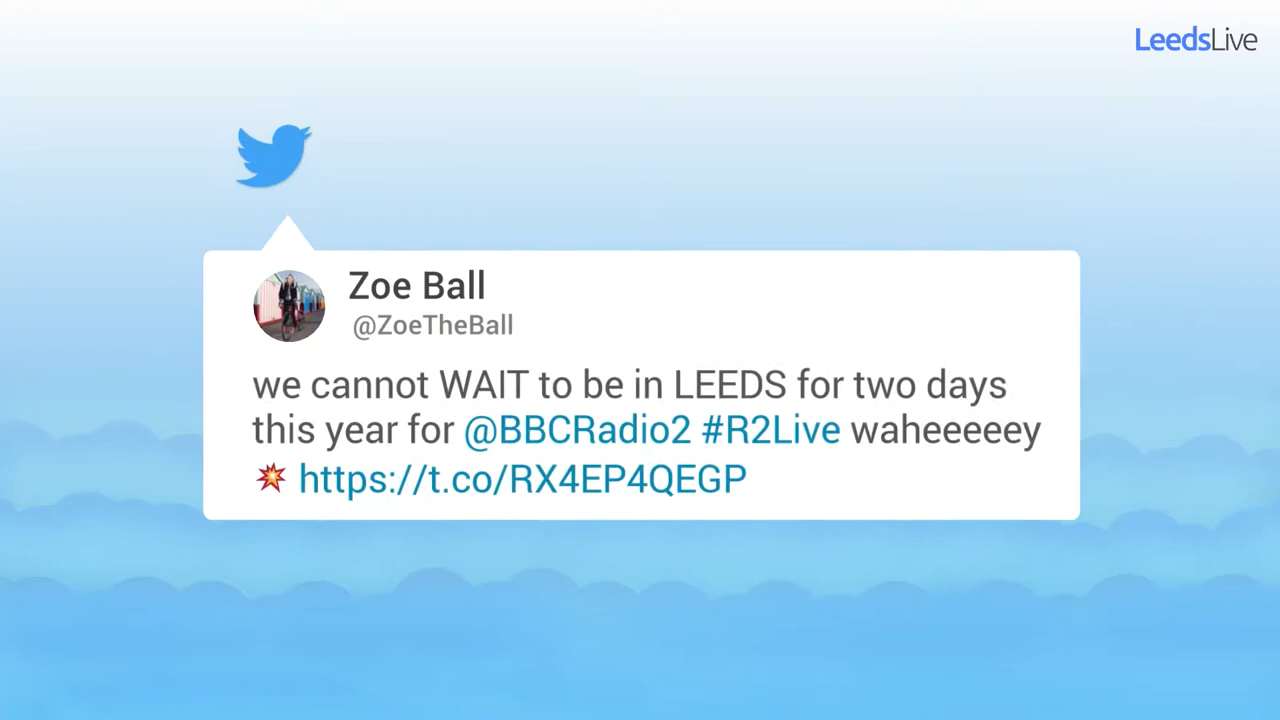 LeedsLive
Zoe Ball
@ZoeTheBall
we cannot WAIT to be in LEEDS for two days
this year for @BBCRadio2 #R2Live waheeeeey
💥 https://t.co/RX4EP4QEGP